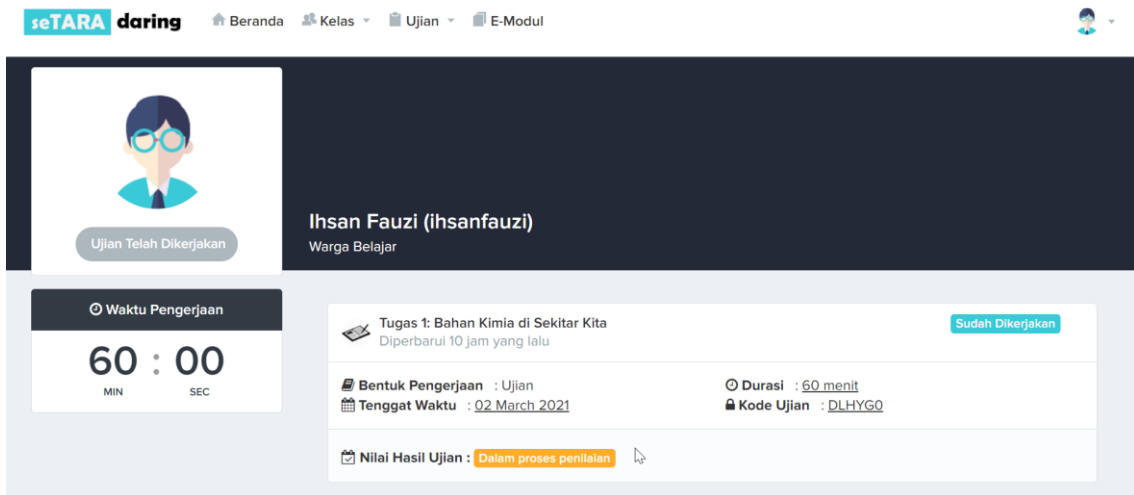 seTARA daring Beranda Kelas Ujian E-Modul
Ujian Telah Dikerjakan
Ihsan Fauzi (ihsanfauzi)
Warga Belajar
Waktu Pengerjaan
60 : 00
MIN SEC
Tugas 1: Bahan Kimia di Sekitar Kita
Diperbarui 10 jam yang lalu
Sudah Dikerjakan
Bentuk Pengerjaan : Ujian
Tenggat Waktu : 02 March 2021
Durasi : 60 menit
Kode Ujian : DLHYG0
Nilai Hasil Ujian : Dalam proses penilaian